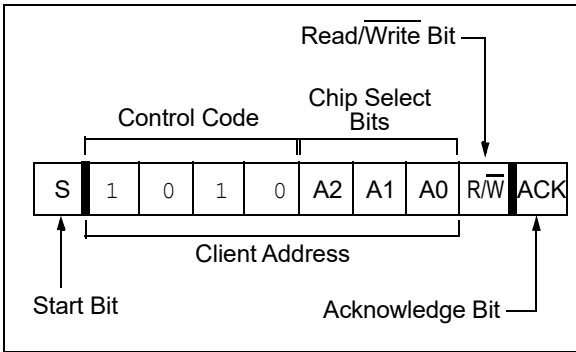 Read/Write Bit
Chip Select
Bits
Control Code
S 1 0 1 0 A2 A1 A0 R/W ACK
Client Address
Start Bit
Acknowledge Bit